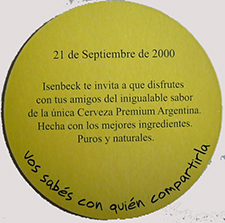 21 de Septiembre de 2000
Isenbeck te invita a que disfrutes
con tus amigos del inigualable sabor
de la única Cerveza Premium Argentina.
Hecha con los mejores ingredientes.
Puros y naturales.
Vos sabés con quién compartirla